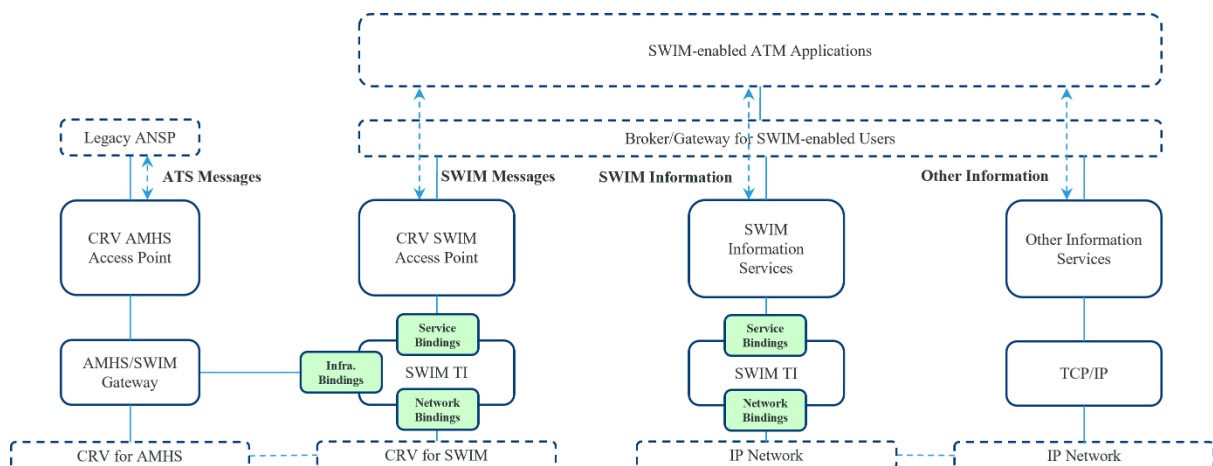 SWIM-enabled ATM Applications
Legacy ANSP
Broker/Gateway for SWIM-enabled Users
ATS Messages
SWIM Messages
SWIM Information
Other Information
CRV AMHS
Access Point
CRV SWIM
Access Point
SWIM
Information
Services
Other Information
Services
Service
Bindings
Service
Bindings
AMHS/SWIM
Gateway
Infra.
Bindings
SWIM TI
SWIM TI
TCP/IP
Network
Bindings
Network
Bindings
CRV for AMHS
CRV for SWIM
IP Network
IP Network